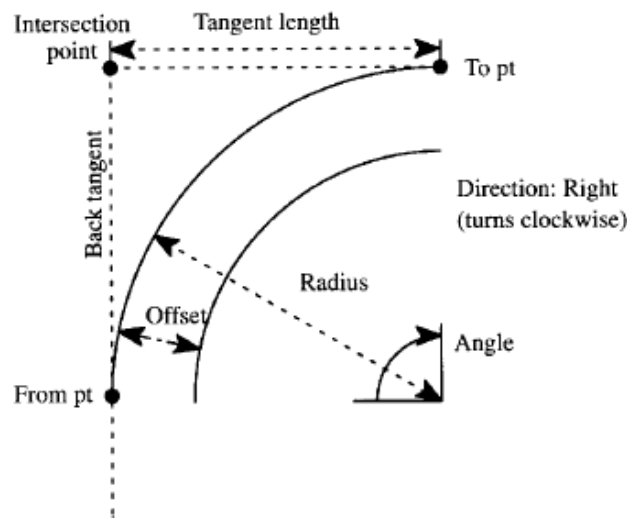 Intersection
point
Tangent length
To pt
Back tangent
Direction: Right
(turns clockwise)
Radius
Offset
Angle
From pt